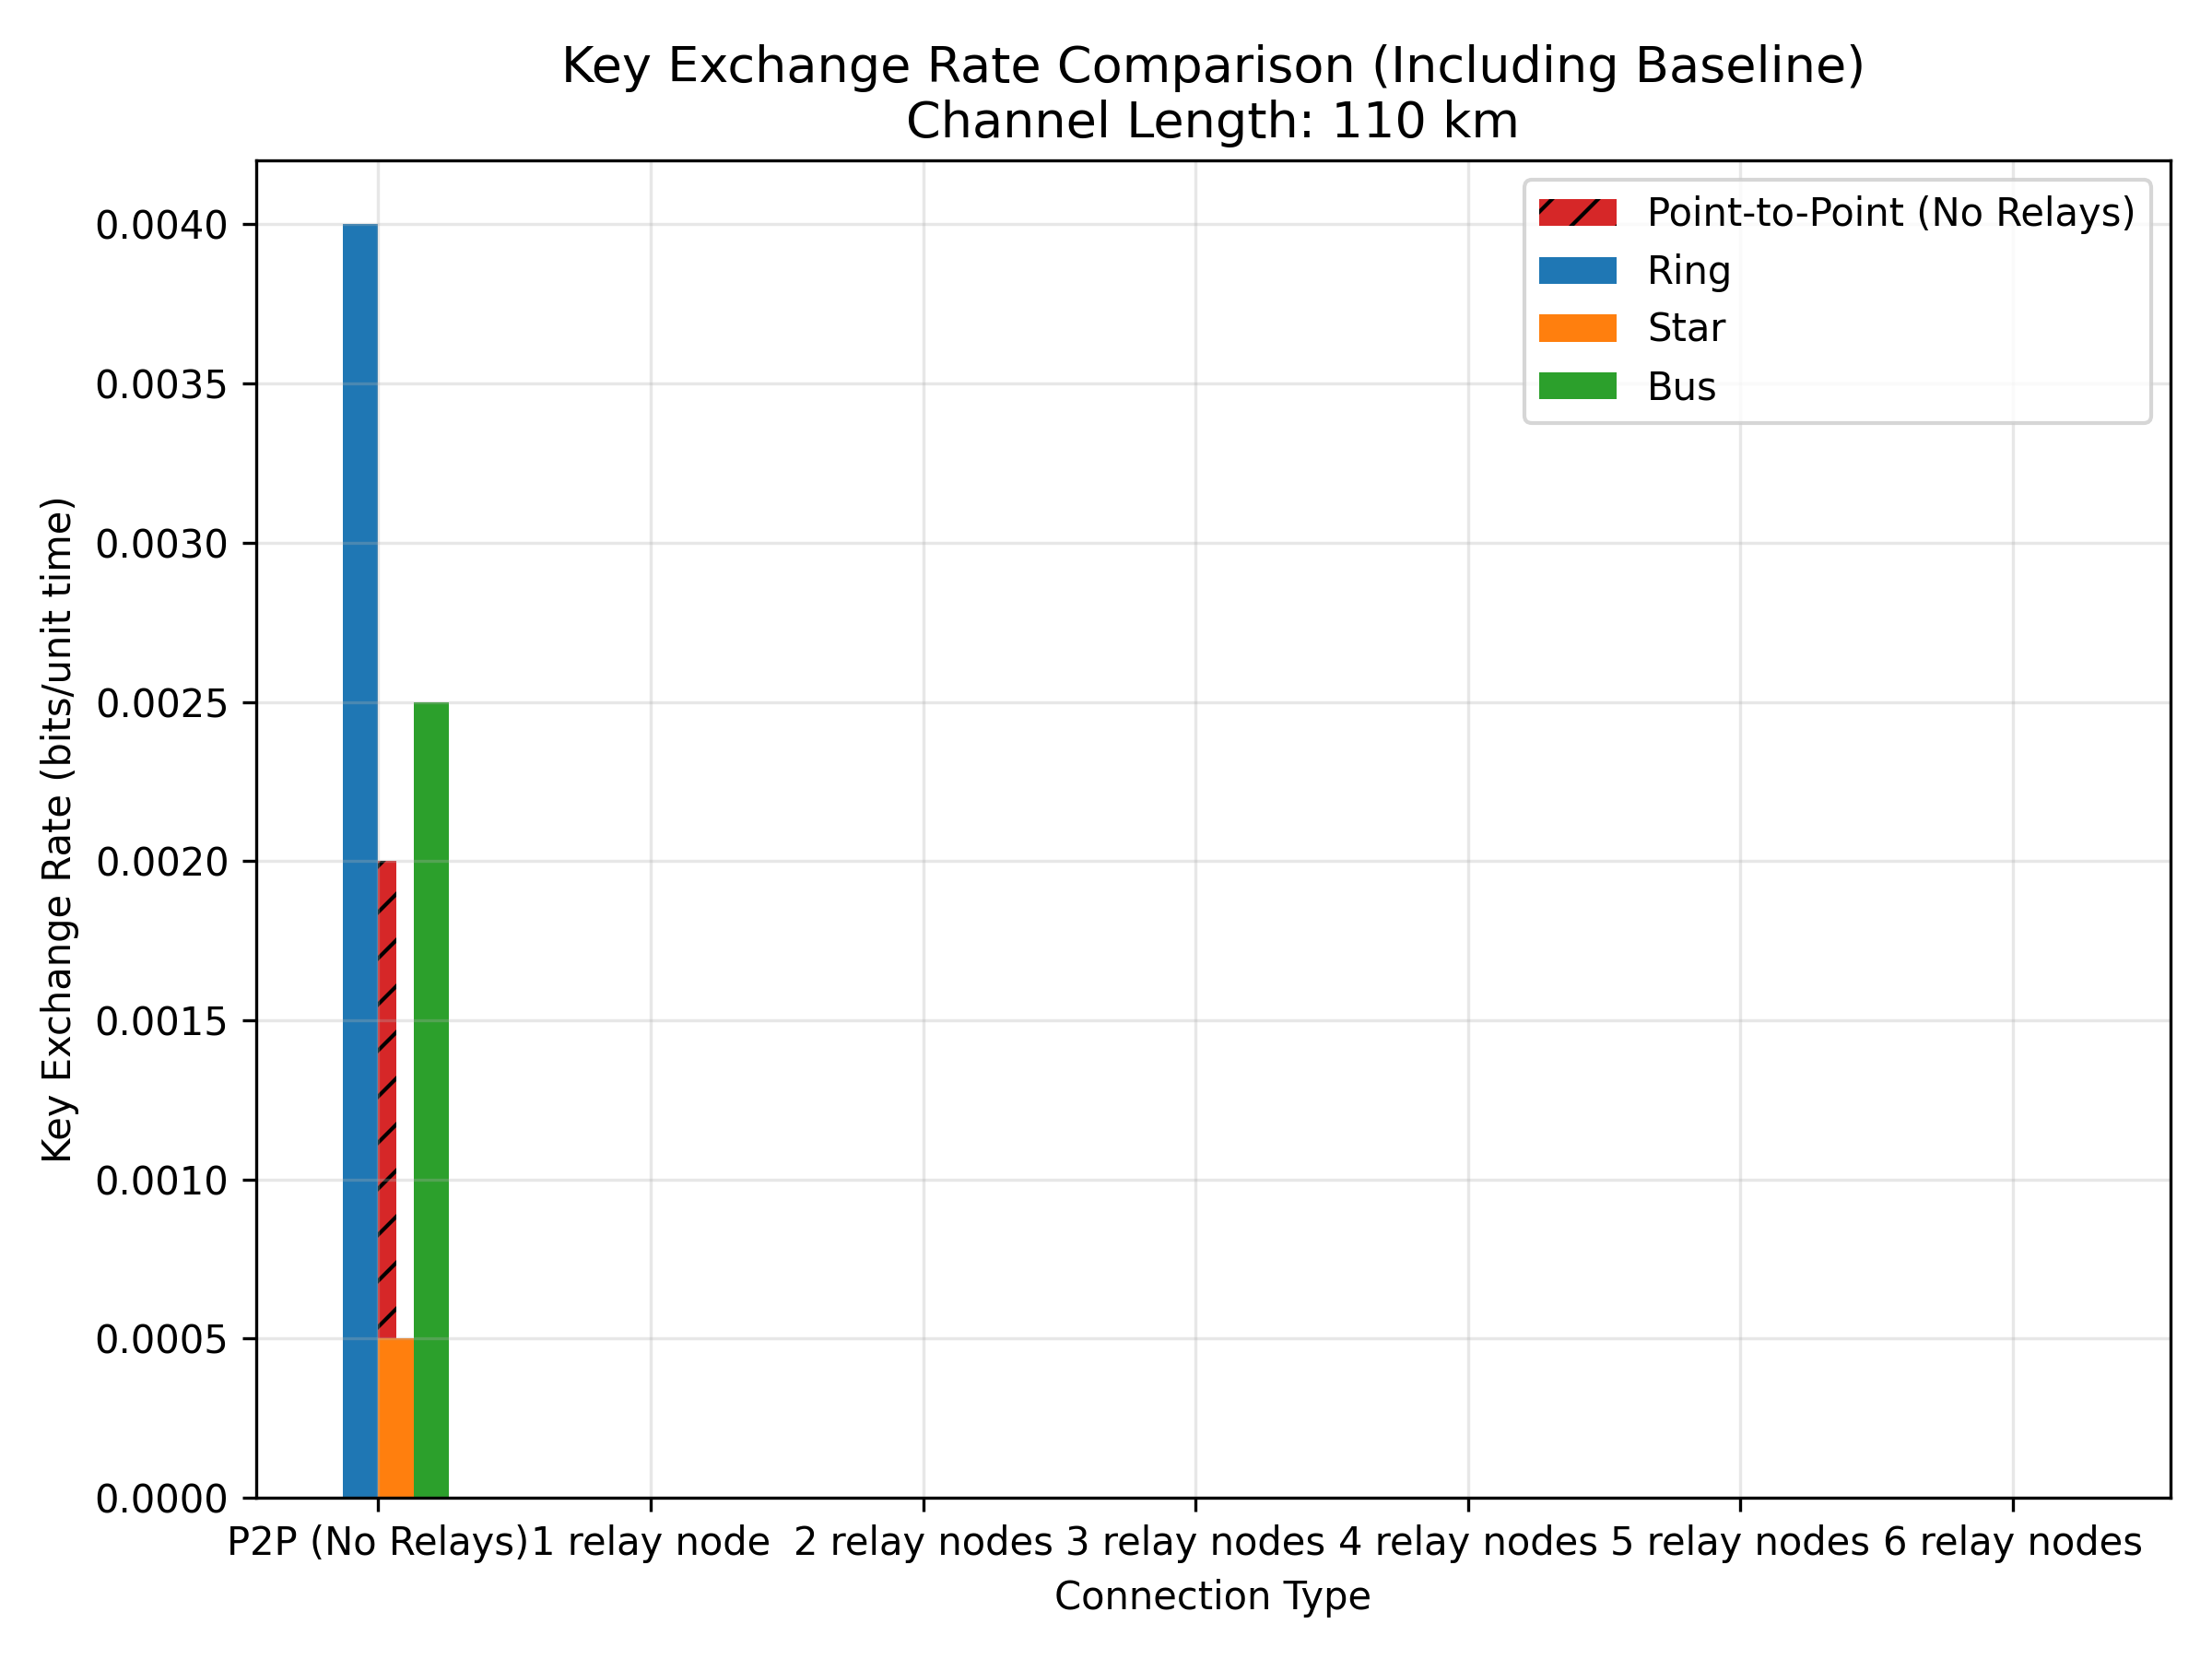 Key Exchange Rate Comparison (Including Baseline)
Channel Length: 110 km
Point-to-Point (No Relays)
Ring
Star
Bus
Key Exchange Rate (bits/unit time)
0.0040
0.0035
0.0030
0.0025
0.0020
0.0015
0.0010
0.0005
0.0000
P2P (No Relays) 1 relay node 2 relay nodes 3 relay nodes 4 relay nodes 5 relay nodes 6 relay nodes
Connection Type